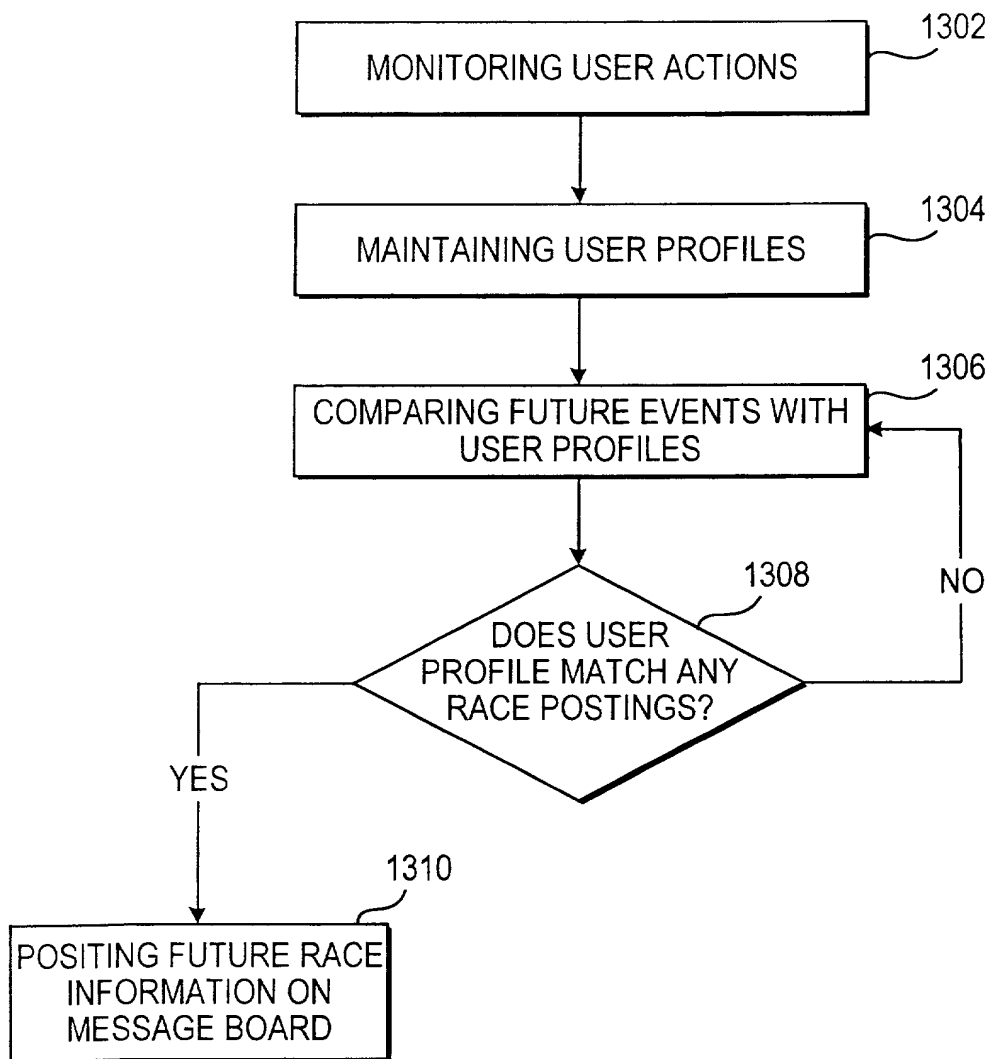 1302
MONITORING USER ACTIONS
1304
MAINTAINING USER PROFILES
1306
COMPARING FUTURE EVENTS WITH
USER PROFILES
1308
DOES USER
PROFILE MATCH ANY
RACE POSTINGS?
NO
YES
1310
POSITING FUTURE RACE
INFORMATION ON
MESSAGE BOARD